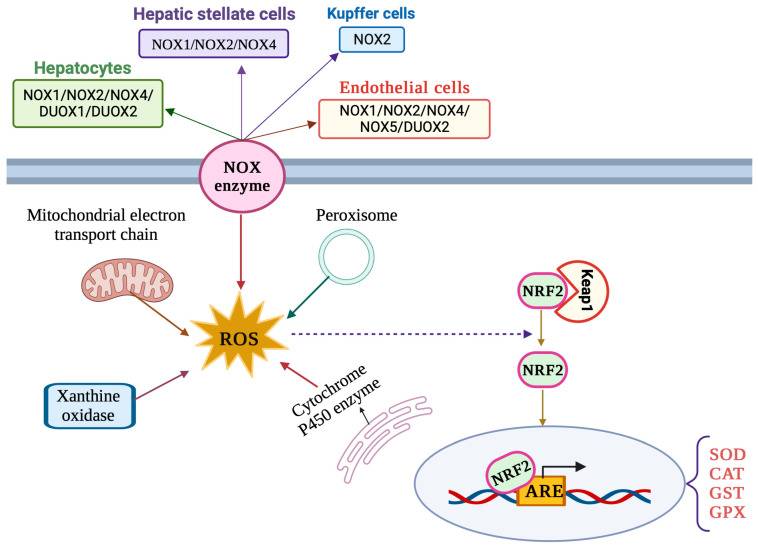 Hepatic stellate cells
NOX1/NOX2/NOX4
Kupffer cells
NOX2
Hepatocytes
NOX1/NOX2/NOX4/
DUOX1/DUOX2
Endothelial cells
NOX1/NOX2/NOX4/
NOX5/DUOX2
NOX
enzyme
Mitochondrial electron
transport chain
Peroxisome
ROS
Xanthine
oxidase
Cytochrome
P450 enzyme
NRF2
Keap1
NRF2
NRF2
ARE
SOD
CAT
GST
GPX